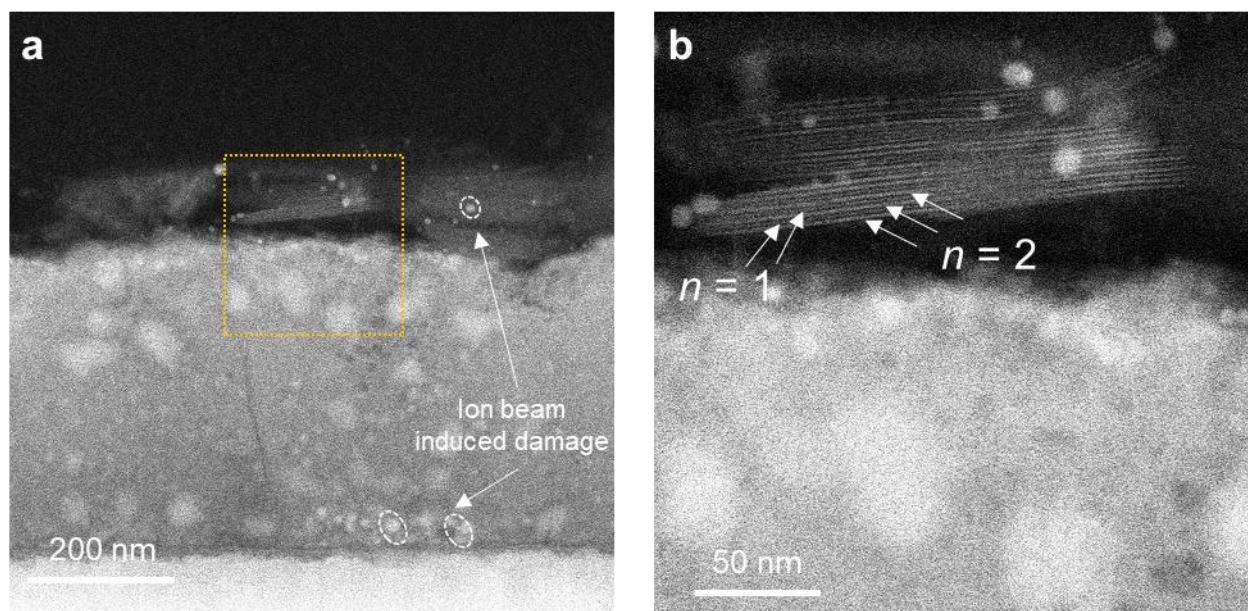 a
Ion beam
induced damage
200 nm
b
n = 1
n = 2
50 nm